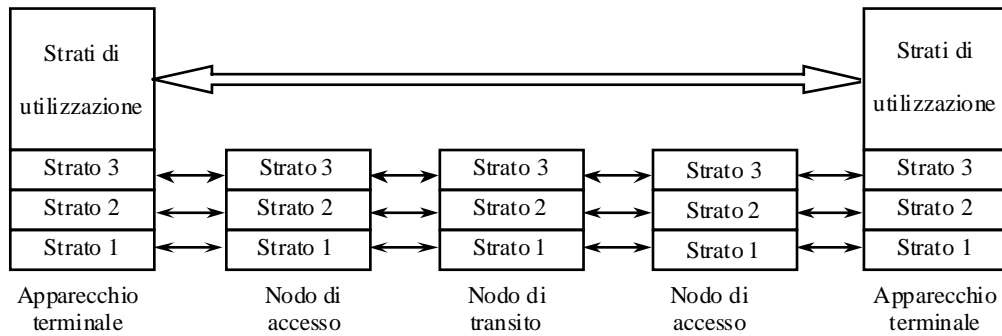 Strati di
utilizzazione
Strati di
utilizzazione
Strato 3
Strato 3
Strato 3
Strato 3
Strato 3
Strato 2
Strato 2
Strato 2
Strato 2
Strato 2
Strato 1
Strato 1
Strato 1
Strato 1
Strato 1
Apparecchio
terminale
Nodo di
accesso
Nodo di
transito
Nodo di
accesso
Apparecchio
terminale